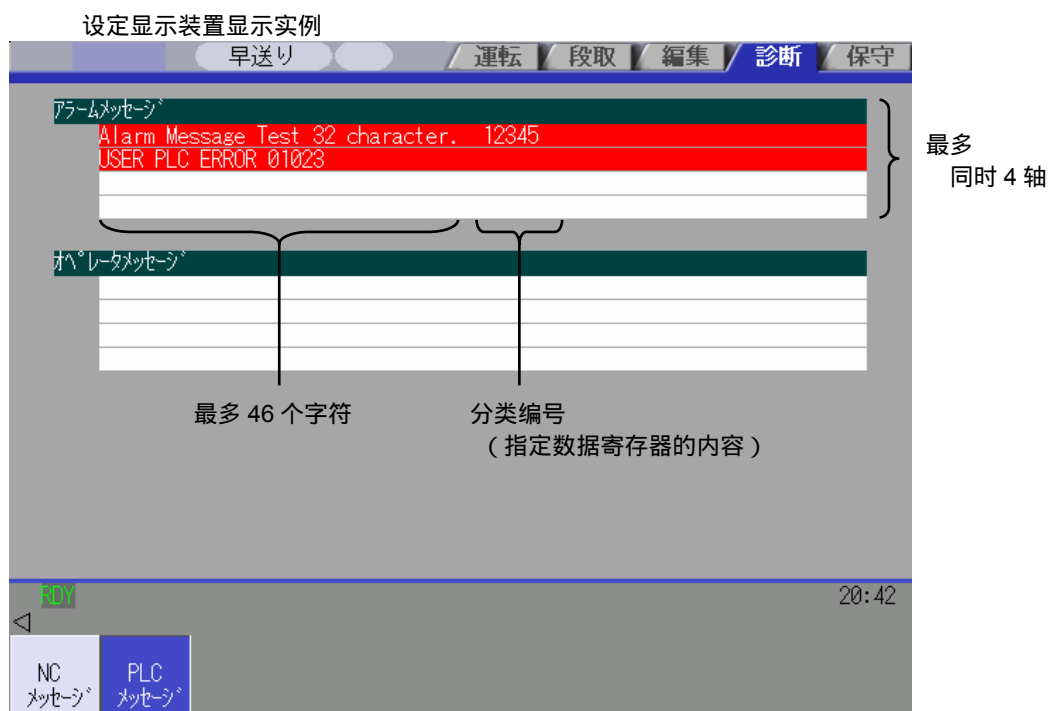 设定显示装置显示实例
早送り 運転 段取 編集 診断 保守
ｱﾗｰﾑﾒｯｾｰｼﾞ
Alarm Message Test 32 character. 12345
USER PLC ERROR 01023
最多
同时 4 轴
ｵﾍﾟﾚｰﾀﾒｯｾｰｼﾞ
最多 46 个字符
分类编号
（指定数据寄存器的内容）
RDY 20:42
◁
NC
ﾒｯｾｰｼﾞ
PLC
ﾒｯｾｰｼﾞ